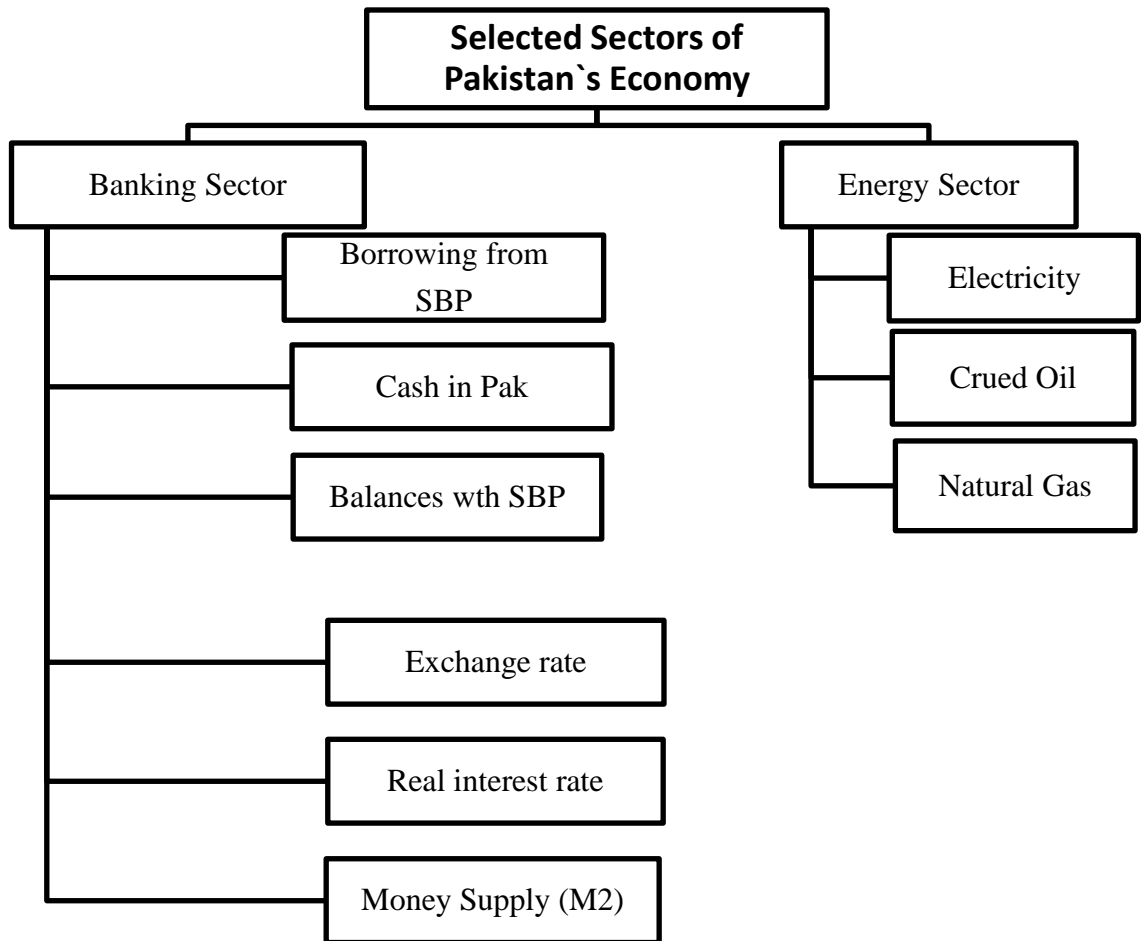 Selected Sectors of
Pakistan`s Economy
Banking Sector
Borrowing from
SBP
Cash in Pak
Balances wth SBP
Exchange rate
Real interest rate
Money Supply (M2)
Energy Sector
Electricity
Crued Oil
Natural Gas